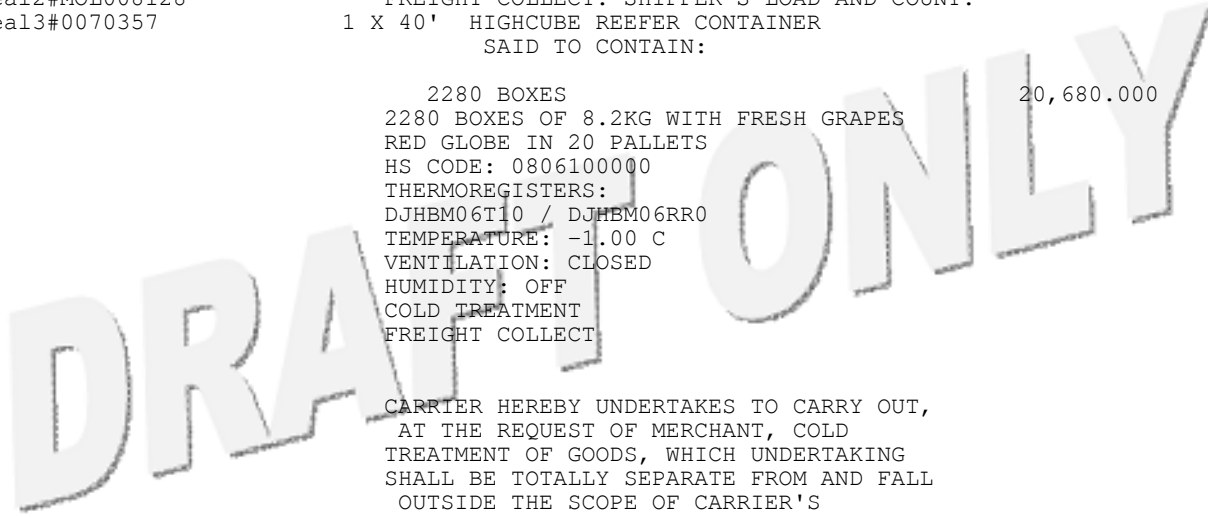 eal2#MOL008128 FREIGHT COLLECT. SHIPPER'S LOAD AND COUNT.
eal3#0070357 1 X 40' HIGHCUBE REEFER CONTAINER
SAID TO CONTAIN:
2280 BOXES 20,680.000
2280 BOXES OF 8.2KG WITH FRESH GRAPES
RED GLOBE IN 20 PALLETS
HS CODE: 0806100000
THERMOREGISTERS:
DJHBM06T10 / DJHBM06RR0
TEMPERATURE: -1.00 C
VENTILATION: CLOSED
HUMIDITY: OFF
COLD TREATMENT
FREIGHT COLLECT
CARRIER HEREBY UNDERTAKES TO CARRY OUT,
AT THE REQUEST OF MERCHANT, COLD
TREATMENT OF GOODS, WHICH UNDERTAKING
SHALL BE TOTALLY SEPARATE FROM AND FALL
OUTSIDE THE SCOPE OF CARRIER'S
DRAFT ONLY